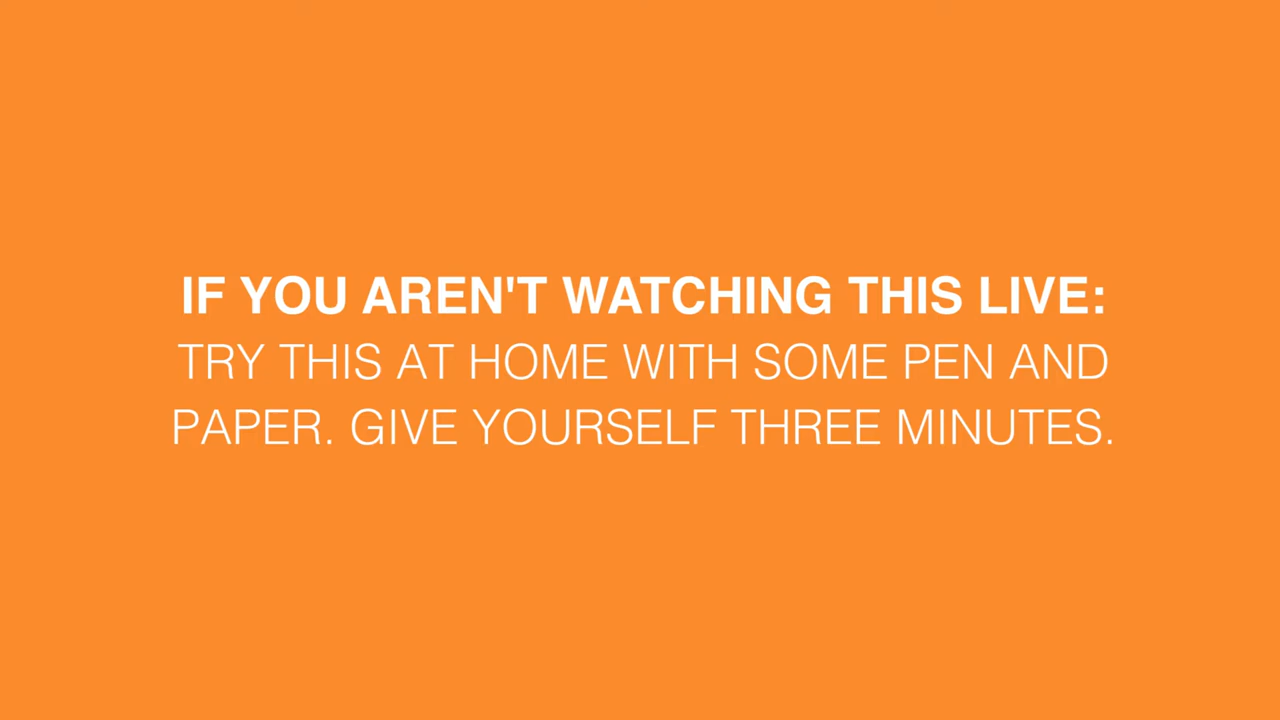 IF YOU AREN'T WATCHING THIS LIVE:
TRY THIS AT HOME WITH SOME PEN AND
PAPER. GIVE YOURSELF THREE MINUTES.